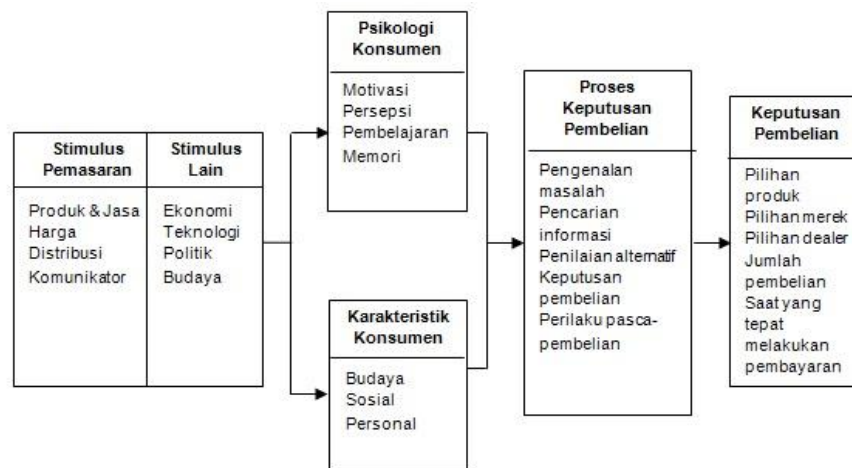 Stimulus
Pemasaran
Produk & Jasa
Harga
Distribusi
Komunikator
Stimulus
Lain
Ekonomi
Teknologi
Politik
Budaya
Psikologi
Konsumen
Motivasi
Persepsi
Pembelajaran
Memori
Karakteristik
Konsumen
Budaya
Sosial
Personal
Proses
Keputusan
Pembelian
Pengenalan
masalah
Pencarian
informasi
Penilaian alternatif
Keputusan
pembelian
Perilaku pasca-
pembelian
Keputusan
Pembelian
Pilihan
produk
Pilihan merek
Pilihan dealer
Jumlah
pembelian
Saat yang
tepat
melakukan
pembayaran